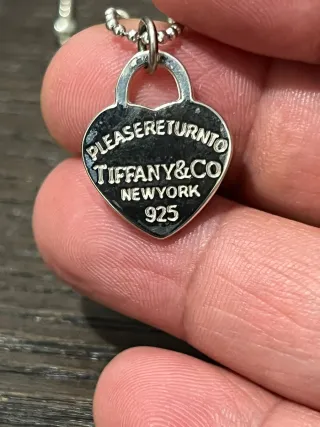 PLEASERETURNTO
TIFFANY&CO
NEWYORK
925